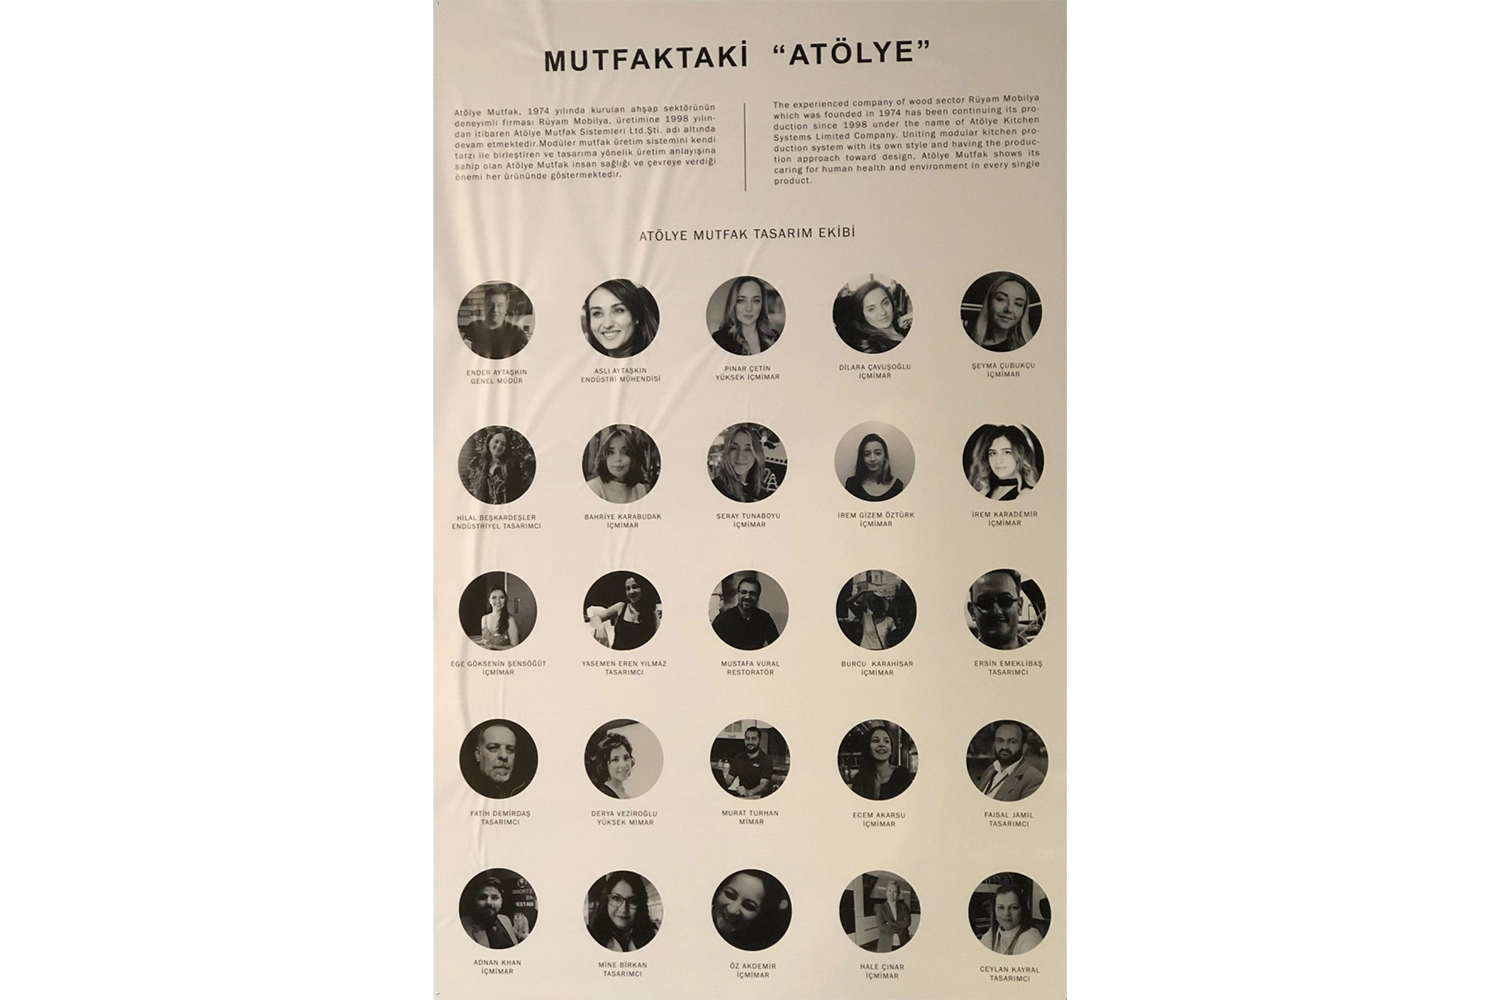 MUTFAKTAKİ “ATÖLYE”
Atölye Mutfak, 1974 yılında kurulan ahşap sektörünün
deneyimli firması Rüyam Mobilya, üretimine 1998 yılın-
dan itibaren Atölye Mutfak Sistemleri Ltd.Şti. adı altında
devam etmektedir.Modüler mutfak üretim sistemini kendi
tarzı ile birleştiren ve tasarıma yönelik üretim anlayışına
sahip olan Atölye Mutfak insan sağlığı ve çevreye verdiği
önemi her ürününde göstermektedir.
The experienced company of wood sector Rüyam Mobilya
which was founded in 1974 has been continuing its pro-
duction since 1998 under the name of Atölye Kitchen
Systems Limited Company. Uniting modular kitchen pro-
duction system with its own style and having the produc-
tion approach toward design, Atölye Mutfak shows its
caring for human health and environment in every single
product.
ATÖLYE MUTFAK TASARIM EKİBİ
ENDER AYTAŞKIN
GENEL MÜDÜR
ASLI AYTAŞKIN
ENDÜSTRI MÜHENDİSİ
PINAR ÇETİN
YÜKSEK İÇMİMAR
DİLARA ÇAVUŞOĞLU
İÇMİMAR
ŞEYMA ÇUBUKÇU
İÇMİMAR
HİLAL BEŞKARDEŞLER
ENDÜSTRİYEL TASARIMCI
BAHRİYE KARABUDAK
İÇMİMAR
SERAY TUNABOYU
İÇMİMAR
İREM GİZEM ÖZTÜRK
İÇMİMAR
İREM KARADEMİR
İÇMİMAR
EGE GÖKSENİN ŞENSÖĞÜT
İÇMİMAR
YASEMEN EREN YILMAZ
TASARIMCI
MUSTAFA VURAL
RESTORATÖR
BURCU KARAHİSAR
İÇMİMAR
ERSİN EMEKLİBAŞ
TASARIMCI
FATİH DEMİRDAŞ
TASARIMCI
DERYA VEZİROĞLU
YÜKSEK MİMAR
MURAT TURHAN
MİMAR
ECEM AKARSU
İÇMİMAR
FAISAL JAMIL
TASARIMCI
ADNAN KHAN
İÇMİMAR
MİNE BİRKAN
TASARIMCI
ÖZ AKDEMİR
İÇMİMAR
HALE ÇINAR
İÇMİMAR
CEYLAN KAYRAL
TASARIMCI